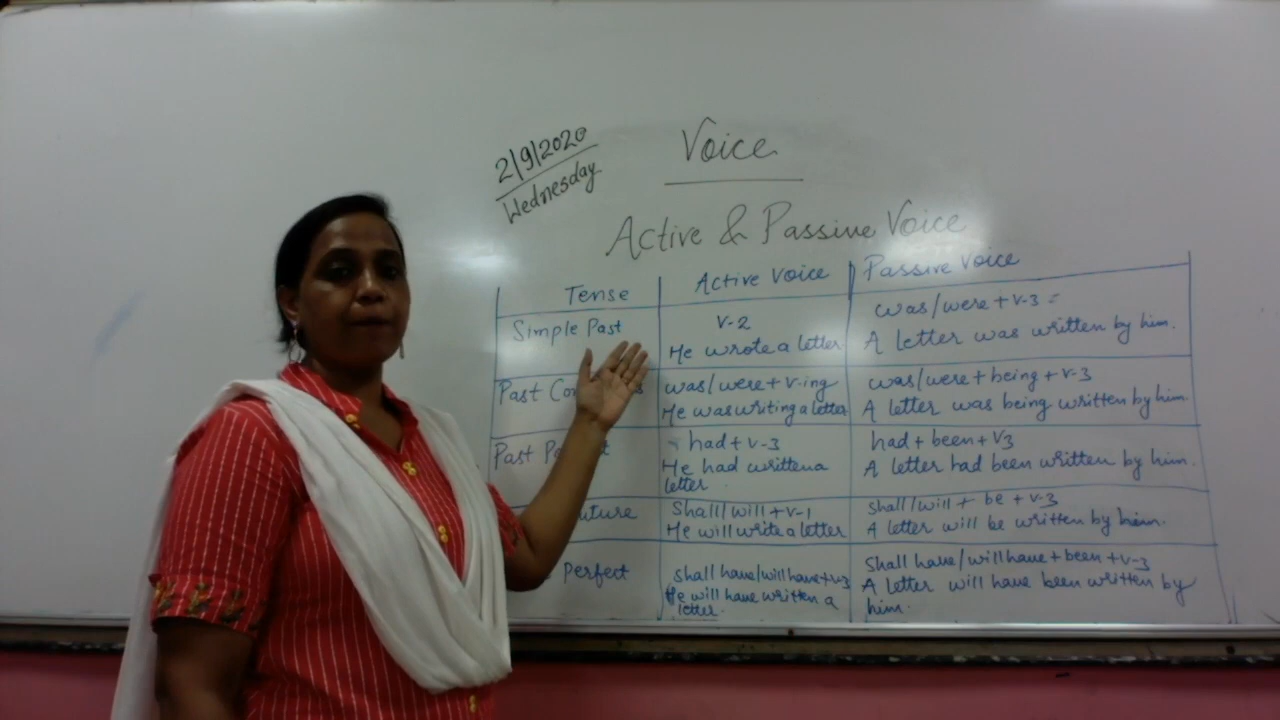 2/9/2020
Wednesday
Voice
Active & Passive Voice
Tense
Active Voice
Passive Voice
Simple Past
V-2
He wrote a letter.
was/were + V-3
A letter was written by him.
Past
was/were + V-ing
He was writing a letter
was/were + being + V-3
A letter was being written by him.
Past
had + V-3
He had written a
letter.
had + been + V3
A letter had been written by him.
Shall/will + V-1
He will write a letter
Shall/will + be + V-3
A letter will be written by him.
Perfect
Shall have/will have + V3
He will have written a
letter.
Shall have/will have + been + V-3
A letter will have been written by
him.